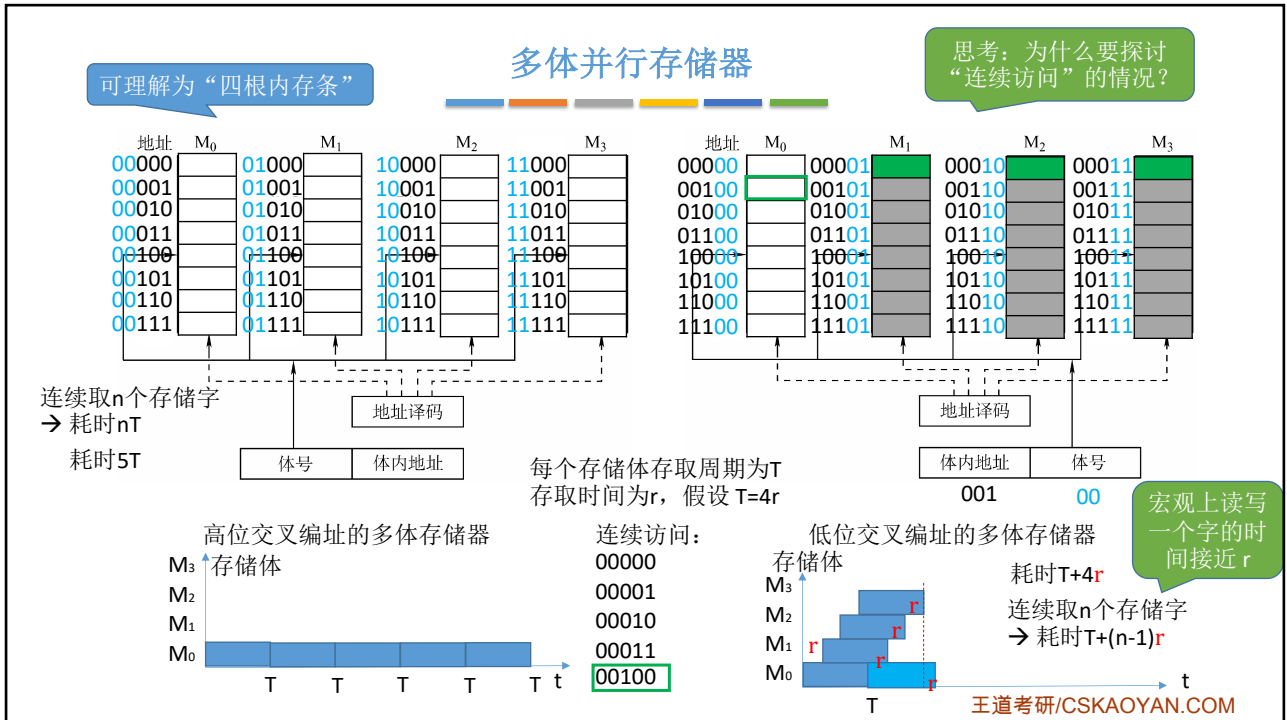 多体并行存储器
可理解为“四根内存条”
思考：为什么要探讨
“连续访问”的情况？
地址 M0 M1 M2 M3
00000 01000 10000 11000
00001 01001 10001 11001
00010 01010 10010 11010
00011 01011 10011 11011
00100 01100 10100 11100
00101 01101 10101 11101
00110 01110 10110 11110
00111 01111 10111 11111
地址译码
体号 体内地址
连续取n个存储字
→ 耗时nT
耗时5T
地址 M0 M1 M2 M3
00000 00001 00010 00011
00100 00101 00110 00111
01000 01001 01010 01011
01100 01101 01110 01111
10000 10001 10010 10011
10100 10101 10110 10111
11000 11001 11010 11011
11100 11101 11110 11111
地址译码
体内地址 体号
001 00
每个存储体存取周期为T
存取时间为r，假设 T=4r
宏观上读写
一个字的时
间接近 r
高位交叉编址的多体存储器
存储体
M3
M2
M1
M0
T T T T T t
连续访问：
00000
00001
00010
00011
00100
低位交叉编址的多体存储器
存储体
M3
r
M2
r
M1
r
r
M0
r
T
t
耗时T+4r
连续取n个存储字
→ 耗时T+(n-1)r
王道考研/CSKAOYAN.COM